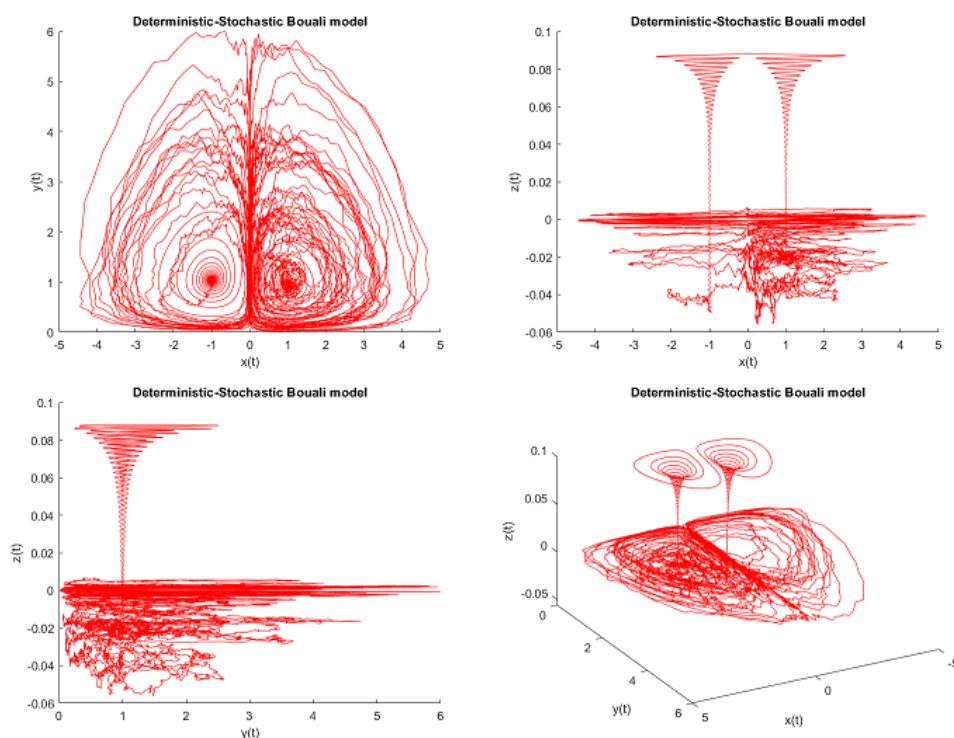 Deterministic-Stochastic Bouali model
6
5
4
3
2
1
0
y(t)
-5 -4 -3 -2 -1 0 1 2 3 4 5
x(t)
Deterministic-Stochastic Bouali model
0.1
0.08
0.06
0.04
0.02
0
-0.02
-0.04
-0.06
z(t)
-5 -4 -3 -2 -1 0 1 2 3 4 5
x(t)
Deterministic-Stochastic Bouali model
0.1
0.08
0.06
0.04
0.02
0
-0.02
-0.04
-0.06
z(t)
0 1 2 3 4 5 6
y(t)
Deterministic-Stochastic Bouali model
0.1
0.05
0
-0.05
z(t)
0
2
4
6
y(t)
5
0
-5
x(t)